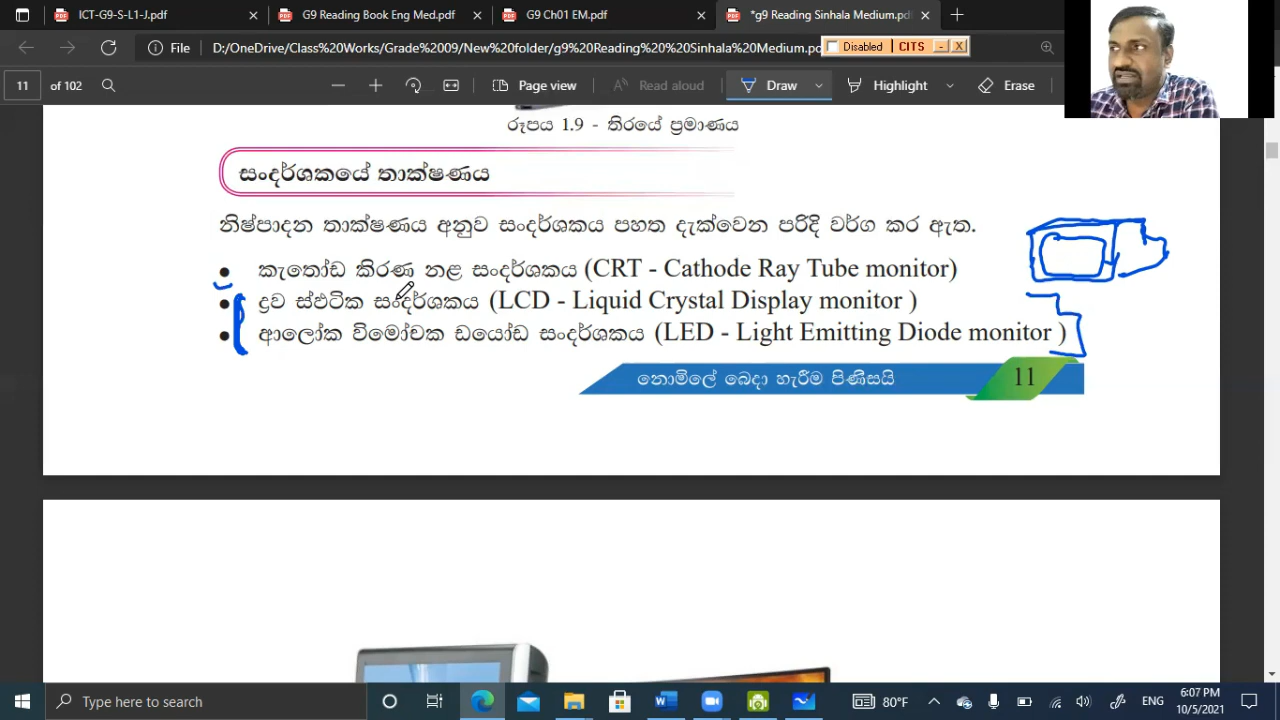 ICT-G9-S-L1-J.pdf
G9 Reading Book Eng Med.pdf
G9 Ch01 EM.pdf
*g9 Reading Sinhala Medium.pdf
File
D:/OneDrive/Class%20Works/Grade%2009/New%20folder/g9%20Reading%20%20Sinhala%20Medium.pd
Disabled
CITS
11 of 102
Page view
Read aloud
Draw
Highlight
Erase
රූපය 1.9 - තිරයේ ප්‍රමාණය
සංදර්ශකයේ තාක්ෂණය
නිෂ්පාදන තාක්ෂණය අනුව සංදර්ශකය පහත දැක්වෙන පරිදි වර්ග කර ඇත.
• කැතෝඩ කිරණ නළ සංදර්ශකය (CRT - Cathode Ray Tube monitor)
• ද්‍රව ස්ඵටික සංදර්ශකය (LCD - Liquid Crystal Display monitor )
• ආලෝක විමෝචක ඩයෝඩ සංදර්ශකය (LED - Light Emitting Diode monitor )
නොමිලේ බෙදා හැරීම පිණිසයි
11
Type here to search
80°F
ENG
6:07 PM
10/5/2021